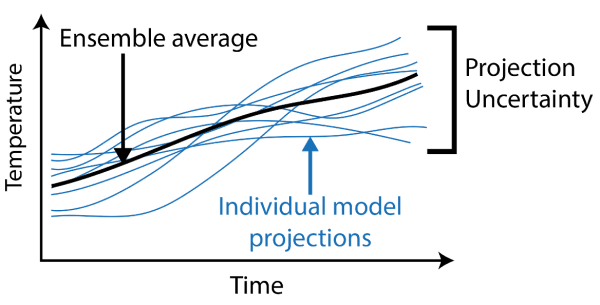 Ensemble average
Projection
Uncertainty
Temperature
Individual model
projections
Time